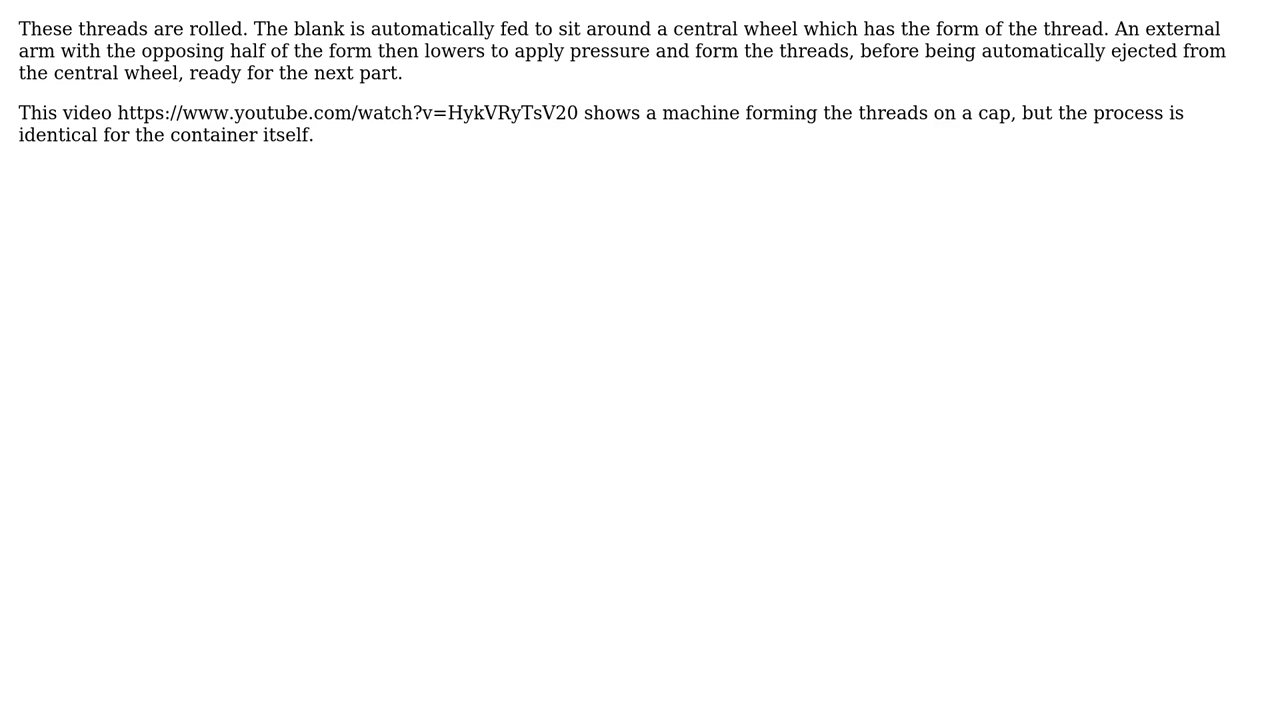 These threads are rolled. The blank is automatically fed to sit around a central wheel which has the form of the thread. An external
arm with the opposing half of the form then lowers to apply pressure and form the threads, before being automatically ejected from
the central wheel, ready for the next part.
This video https://www.youtube.com/watch?v=HykVRyTsV20 shows a machine forming the threads on a cap, but the process is
identical for the container itself.